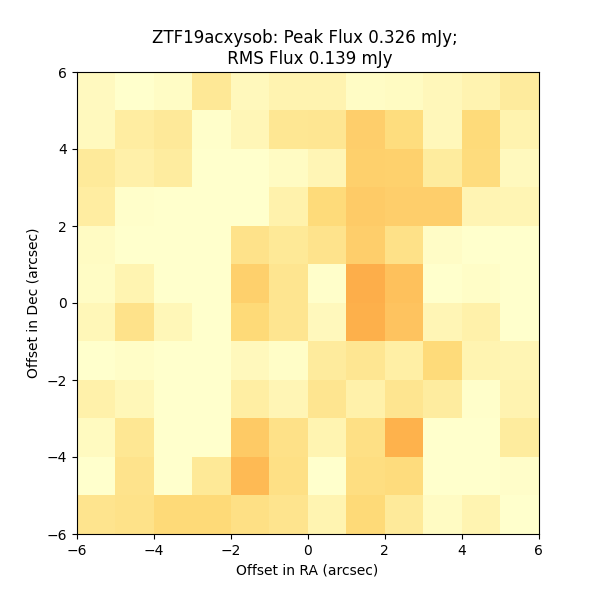 ZTF19acxysob: Peak Flux 0.326 mJy;
RMS Flux 0.139 mJy
6
4
2
0
−2
−4
−6
Offset in Dec (arcsec)
−6 −4 −2 0 2 4 6
Offset in RA (arcsec)